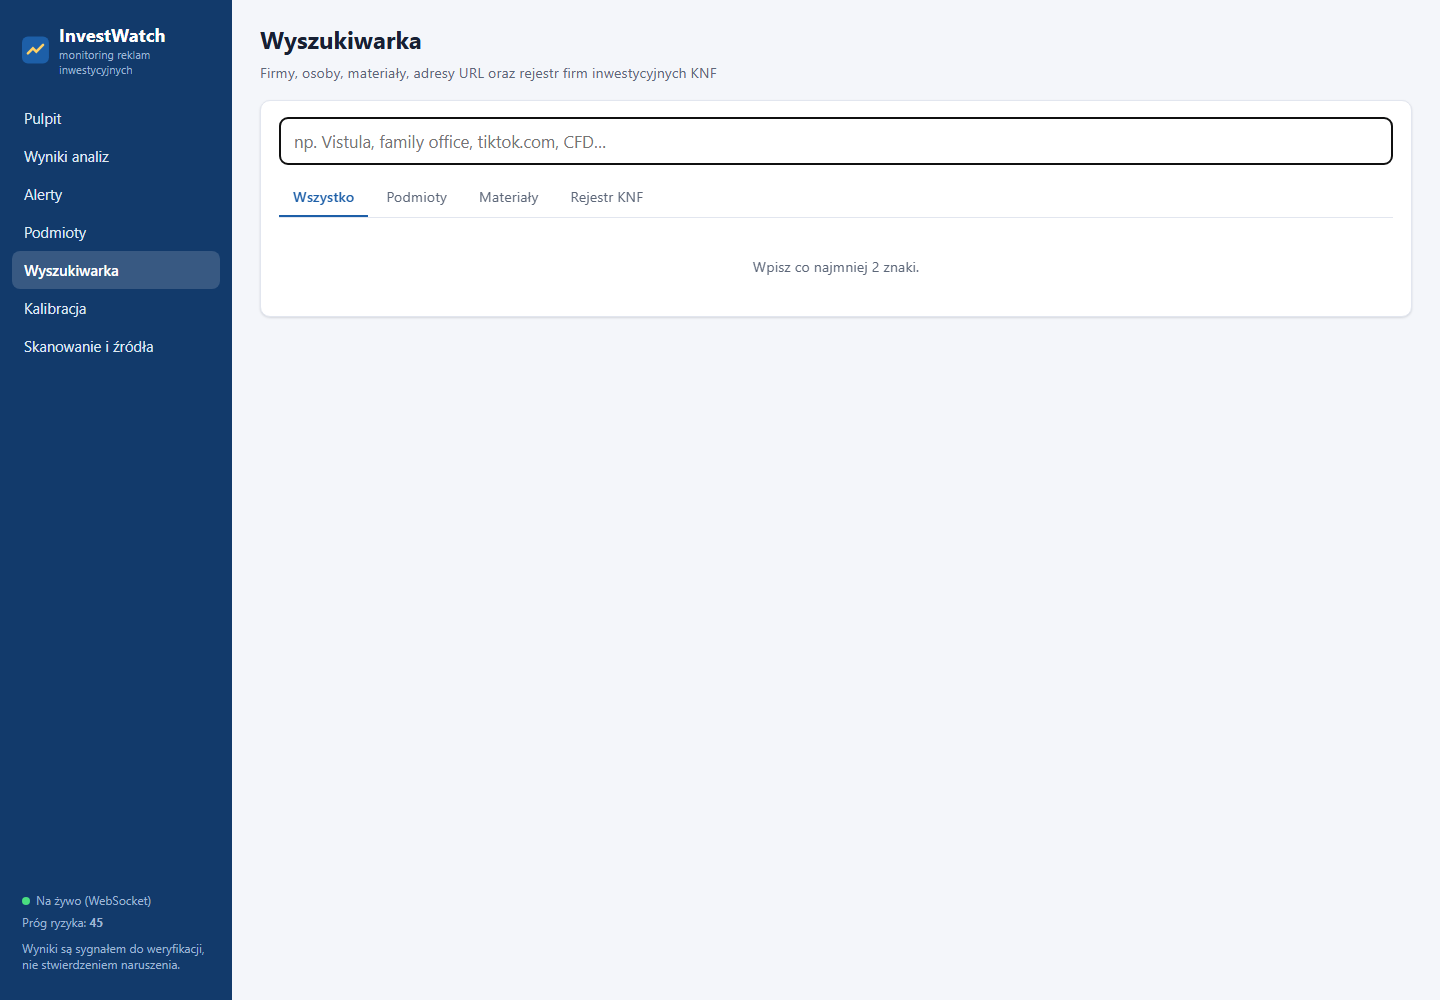 InvestWatch
monitoring reklam
inwestycyjnych
Pulpit
Wyniki analiz
Alerty
Podmioty
Wyszukiwarka
Kalibracja
Skanowanie i źródła
Na żywo (WebSocket)
Próg ryzyka: 45
Wyniki są sygnałem do weryfikacji,
nie stwierdzeniem naruszenia.
Wyszukiwarka
Firmy, osoby, materiały, adresy URL oraz rejestr firm inwestycyjnych KNF
np. Vistula, family office, tiktok.com, CFD...
Wszystko Podmioty Materiały Rejestr KNF
Wpisz co najmniej 2 znaki.